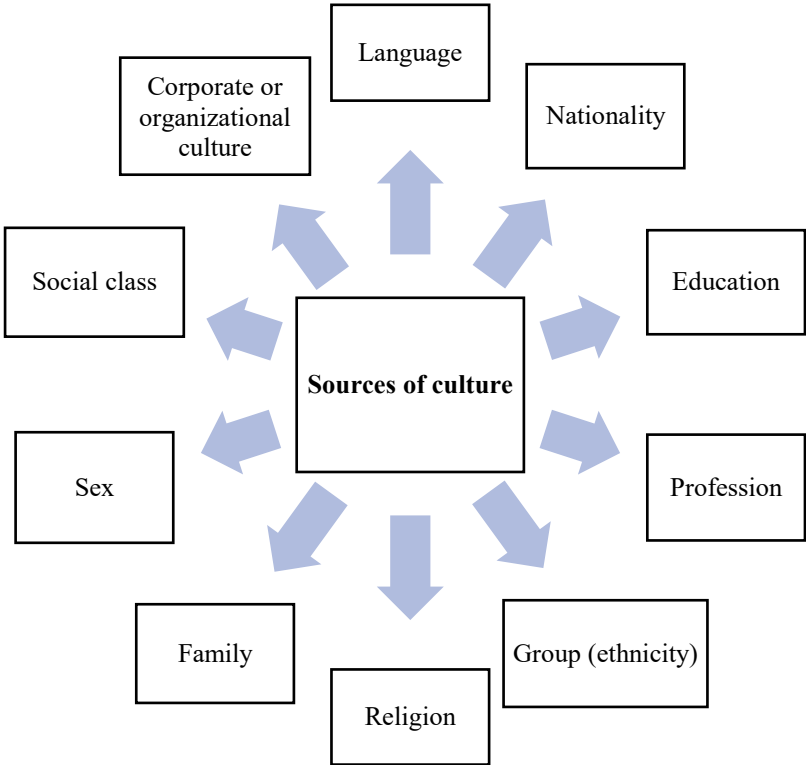 Language
Corporate or
organizational
culture
Nationality
Social class
Education
Sources of culture
Sex
Profession
Family
Group (ethnicity)
Religion